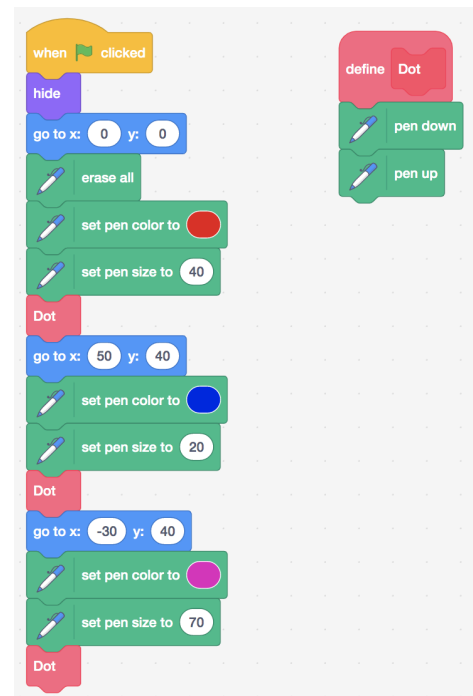 when clicked
hide
go to x: 0 y: 0
erase all
set pen color to
set pen size to 40
Dot
go to x: 50 y: 40
set pen color to
set pen size to 20
Dot
go to x: -30 y: 40
set pen color to
set pen size to 70
Dot
define Dot
pen down
pen up